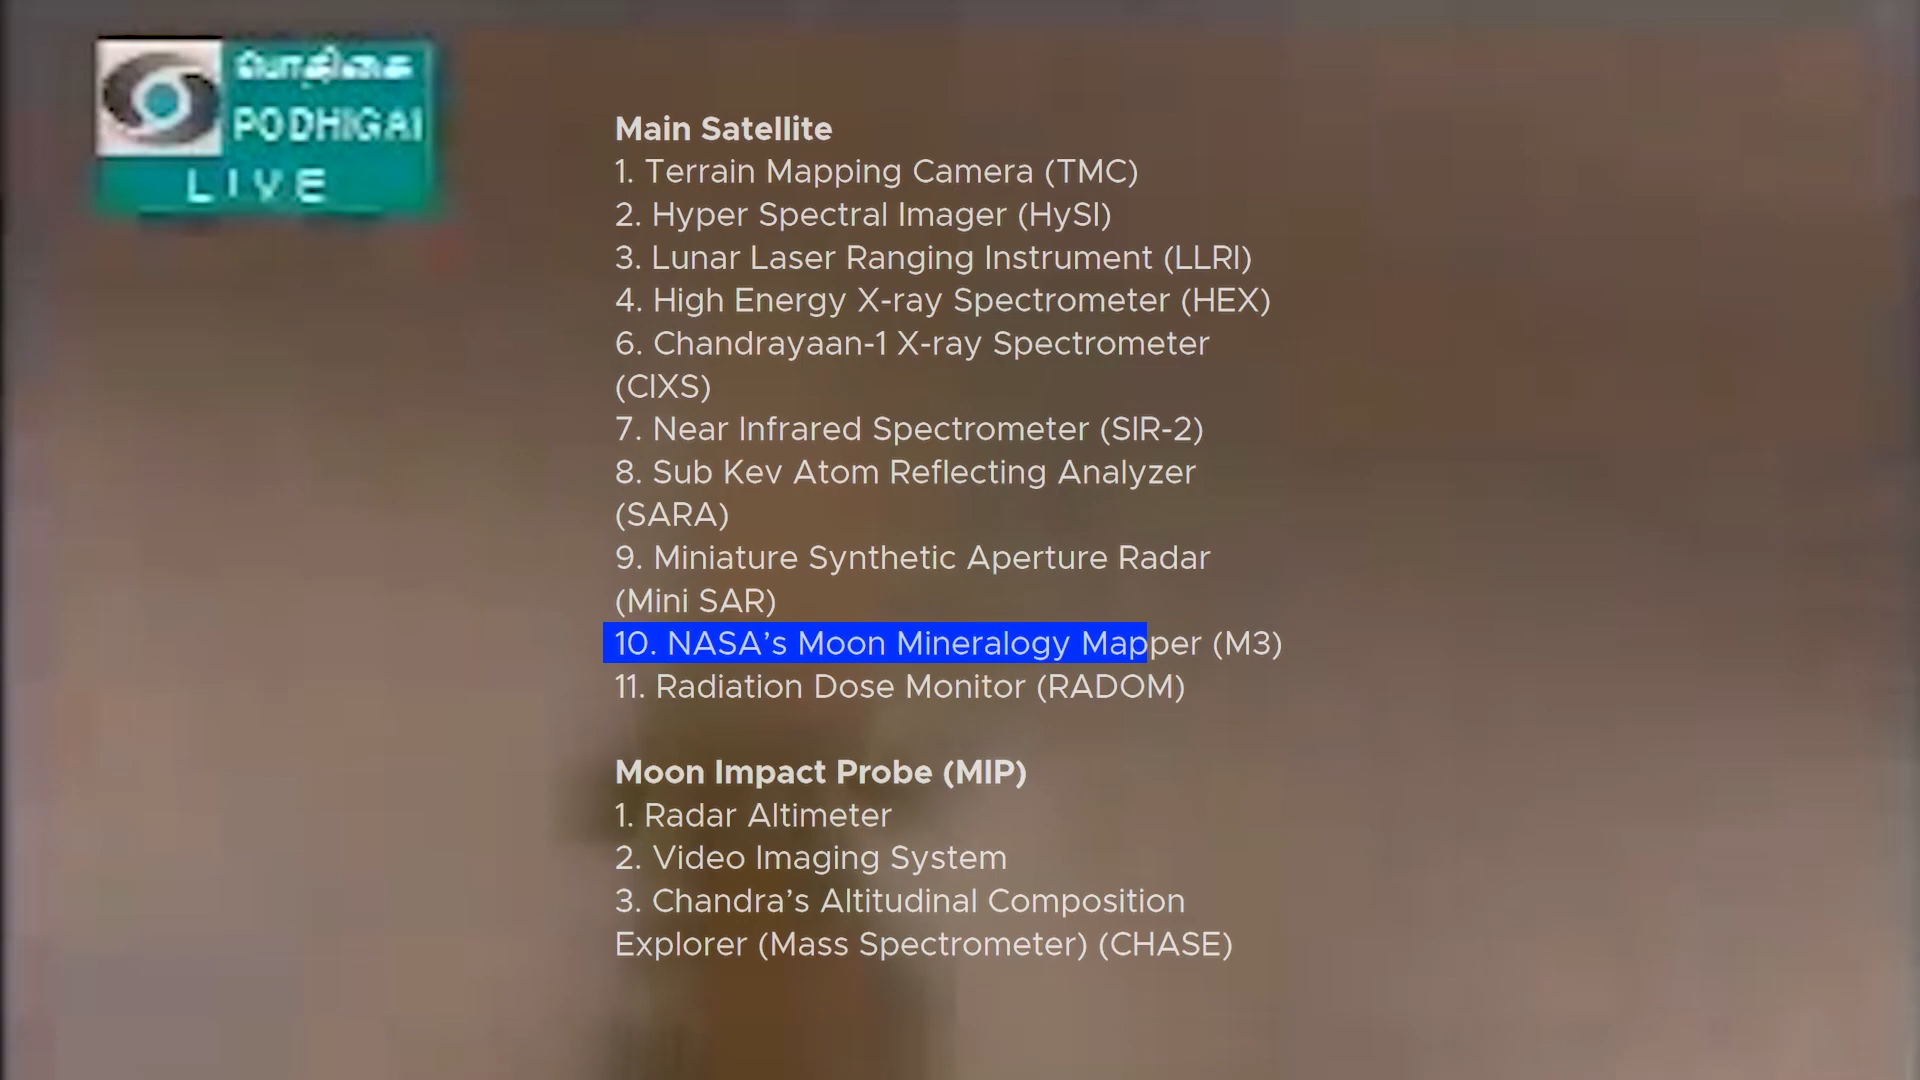 பொதிகை
PODHIGAI
LIVE
Main Satellite
1. Terrain Mapping Camera (TMC)
2. Hyper Spectral Imager (HySI)
3. Lunar Laser Ranging Instrument (LLRI)
4. High Energy X-ray Spectrometer (HEX)
6. Chandrayaan-1 X-ray Spectrometer
(CIXS)
7. Near Infrared Spectrometer (SIR-2)
8. Sub Kev Atom Reflecting Analyzer
(SARA)
9. Miniature Synthetic Aperture Radar
(Mini SAR)
10. NASA’s Moon Mineralogy Mapper (M3)
11. Radiation Dose Monitor (RADOM)
Moon Impact Probe (MIP)
1. Radar Altimeter
2. Video Imaging System
3. Chandra’s Altitudinal Composition
Explorer (Mass Spectrometer) (CHASE)